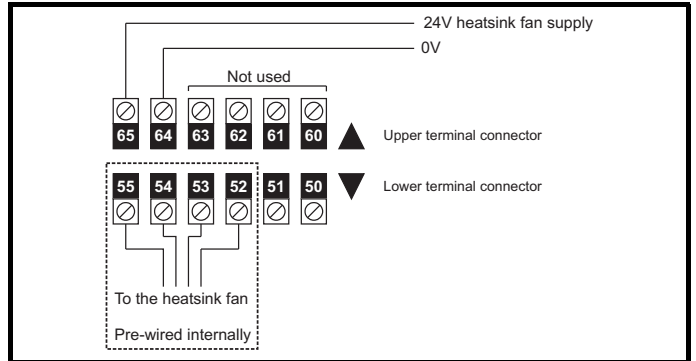 24V heatsink fan supply
0V
Not used
65 64 63 62 61 60
Upper terminal connector
55 54 53 52 51 50
Lower terminal connector
To the heatsink fan
Pre-wired internally